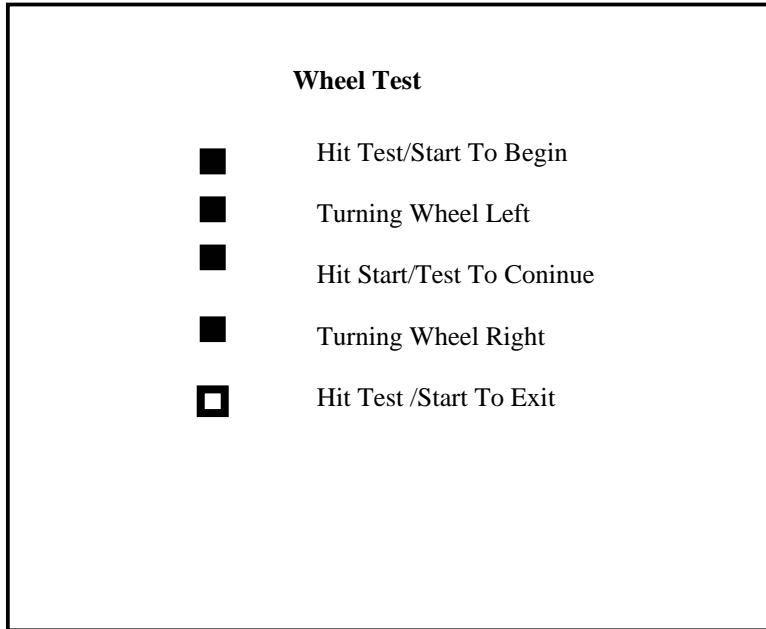 Wheel Test
Hit Test/Start To Begin
Turning Wheel Left
Hit Start/Test To Coninue
Turning Wheel Right
Hit Test /Start To Exit